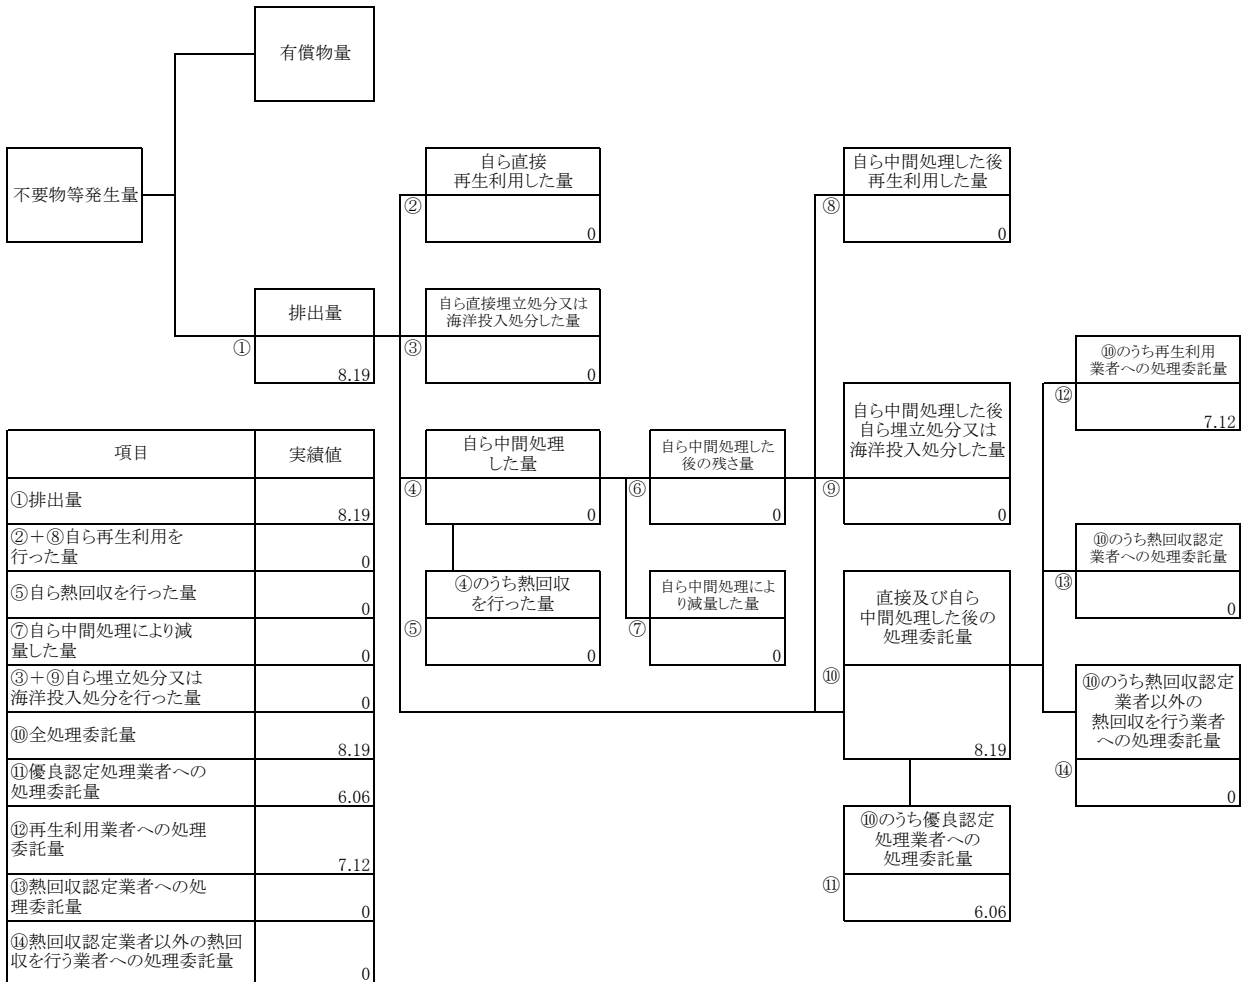 有償物量
不要物等発生量
自ら直接
再生利用した量
②
0
自ら中間処理した後
再生利用した量
⑧
0
排出量
①
8.19
自ら直接埋立処分又は
海洋投入処分した量
③
0
⑩のうち再生利用
業者への処理委託量
⑫
7.12
自ら中間処理
した量
④
0
自ら中間処理した
後の残さ量
⑥
0
自ら中間処理した後
自ら埋立処分又は
海洋投入処分した量
⑨
0
⑩のうち熱回収認定
業者への処理委託量
⑬
0
④のうち熱回収
を行った量
⑤
0
自ら中間処理によ
り減量した量
⑦
0
直接及び自ら
中間処理した後の
処理委託量
⑩
8.19
⑩のうち熱回収認定
業者以外の
熱回収を行う業者
への処理委託量
⑭
0
⑩のうち優良認定
処理業者への
処理委託量
⑪
6.06
項目 実績値
①排出量
8.19
②+⑧自ら再生利用を
行った量
0
⑤自ら熱回収を行った量
0
⑦自ら中間処理により減
量した量
0
③+⑨自ら埋立処分又は
海洋投入処分を行った量
0
⑩全処理委託量
8.19
⑪優良認定処理業者への
処理委託量
6.06
⑫再生利用業者への処理
委託量
7.12
⑬熱回収認定業者への処
理委託量
0
⑭熱回収認定業者以外の熱回
収を行う業者への処理委託量
0